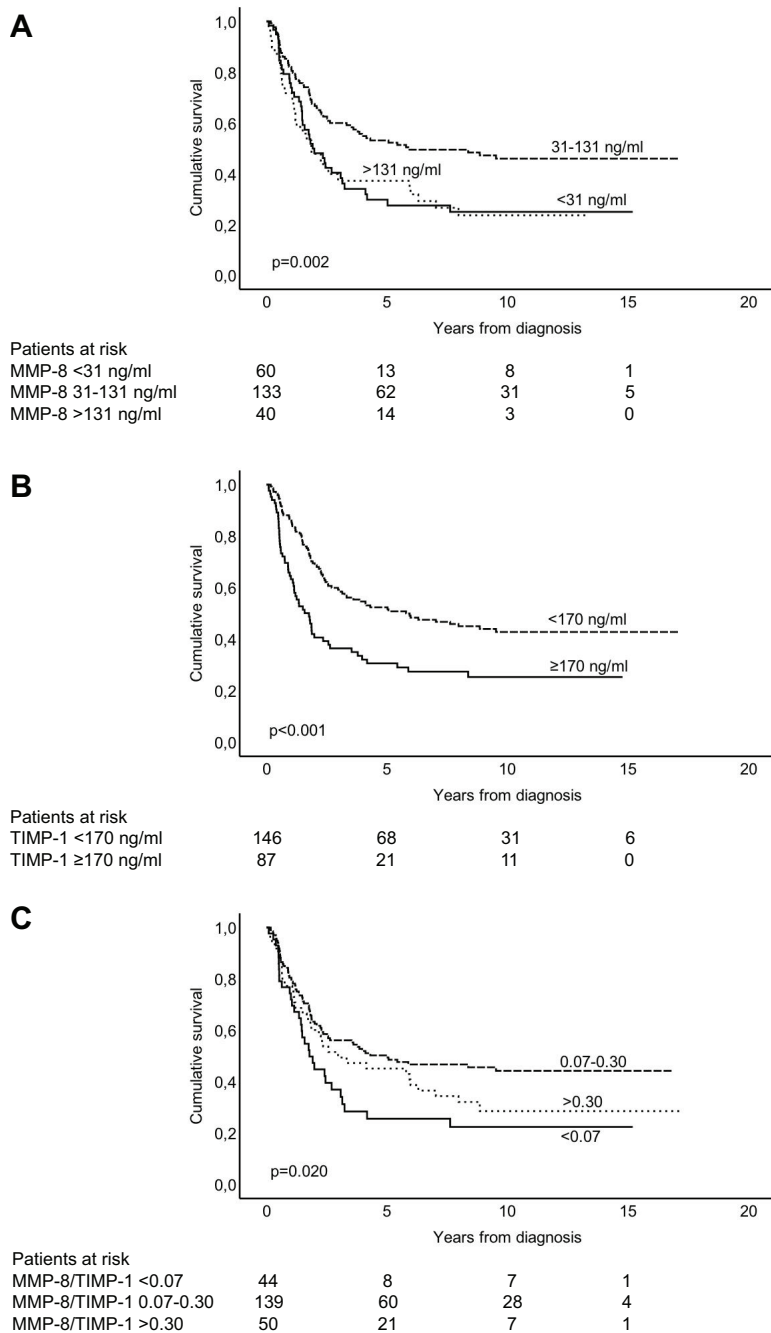 A
1,0
0,8
0,6
0,4
0,2
0,0
Cumulative survival
31-131 ng/ml
>131 ng/ml
<31 ng/ml
p=0.002
0 5 10 15 20
Years from diagnosis
Patients at risk
MMP-8 <31 ng/ml 60 13 8 1
MMP-8 31-131 ng/ml 133 62 31 5
MMP-8 >131 ng/ml 40 14 3 0
B
1,0
0,8
0,6
0,4
0,2
0,0
Cumulative survival
<170 ng/ml
≥170 ng/ml
p<0.001
0 5 10 15 20
Years from diagnosis
Patients at risk
TIMP-1 <170 ng/ml 146 68 31 6
TIMP-1 ≥170 ng/ml 87 21 11 0
C
1,0
0,8
0,6
0,4
0,2
0,0
Cumulative survival
0.07-0.30
>0.30
<0.07
p=0.020
0 5 10 15 20
Years from diagnosis
Patients at risk
MMP-8/TIMP-1 <0.07 44 8 7 1
MMP-8/TIMP-1 0.07-0.30 139 60 28 4
MMP-8/TIMP-1 >0.30 50 21 7 1